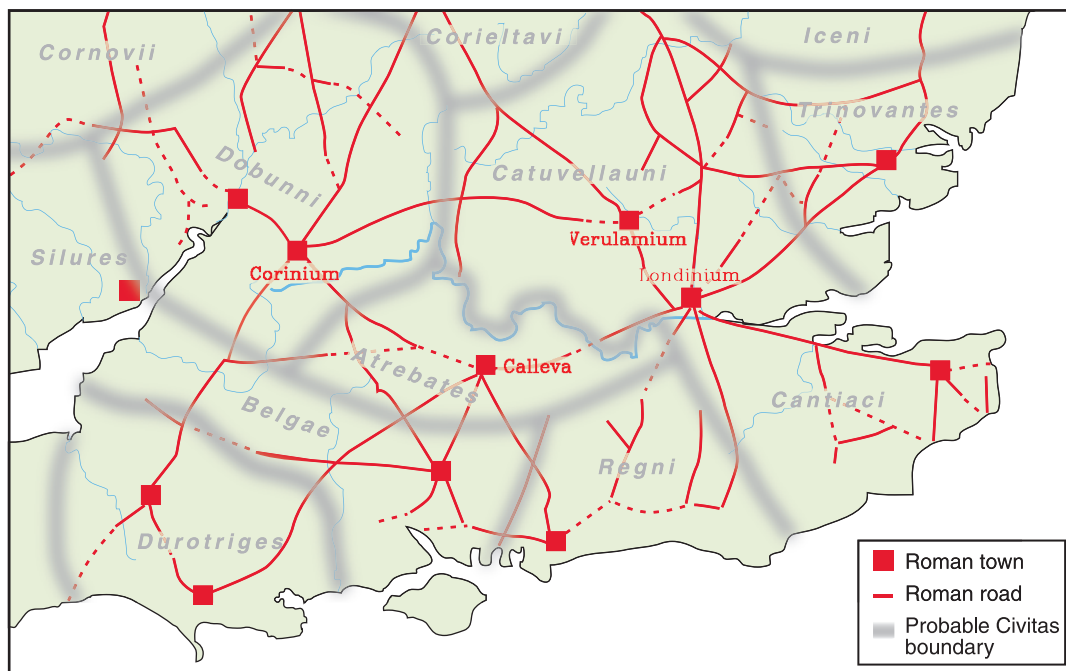 Cornovii
Corieltavi
Iceni
Trinovantes
Dobunni
Catuvellauni
Verulamium
Silures
Corinium
Londinium
Atrebates
Calleva
Belgae
Cantiaci
Regni
Durotriges
Roman town
Roman road
Probable Civitas
boundary